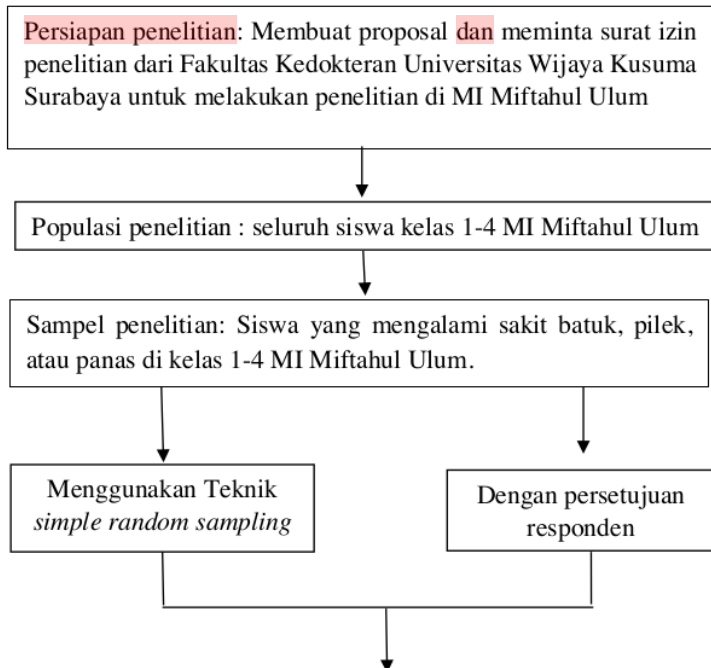 Persiapan penelitian: Membuat proposal dan meminta surat izin
penelitian dari Fakultas Kedokteran Universitas Wijaya Kusuma
Surabaya untuk melakukan penelitian di MI Miftahul Ulum
Populasi penelitian : seluruh siswa kelas 1-4 MI Miftahul Ulum
Sampel penelitian: Siswa yang mengalami sakit batuk, pilek,
atau panas di kelas 1-4 MI Miftahul Ulum.
Menggunakan Teknik
simple random sampling
Dengan persetujuan
responden